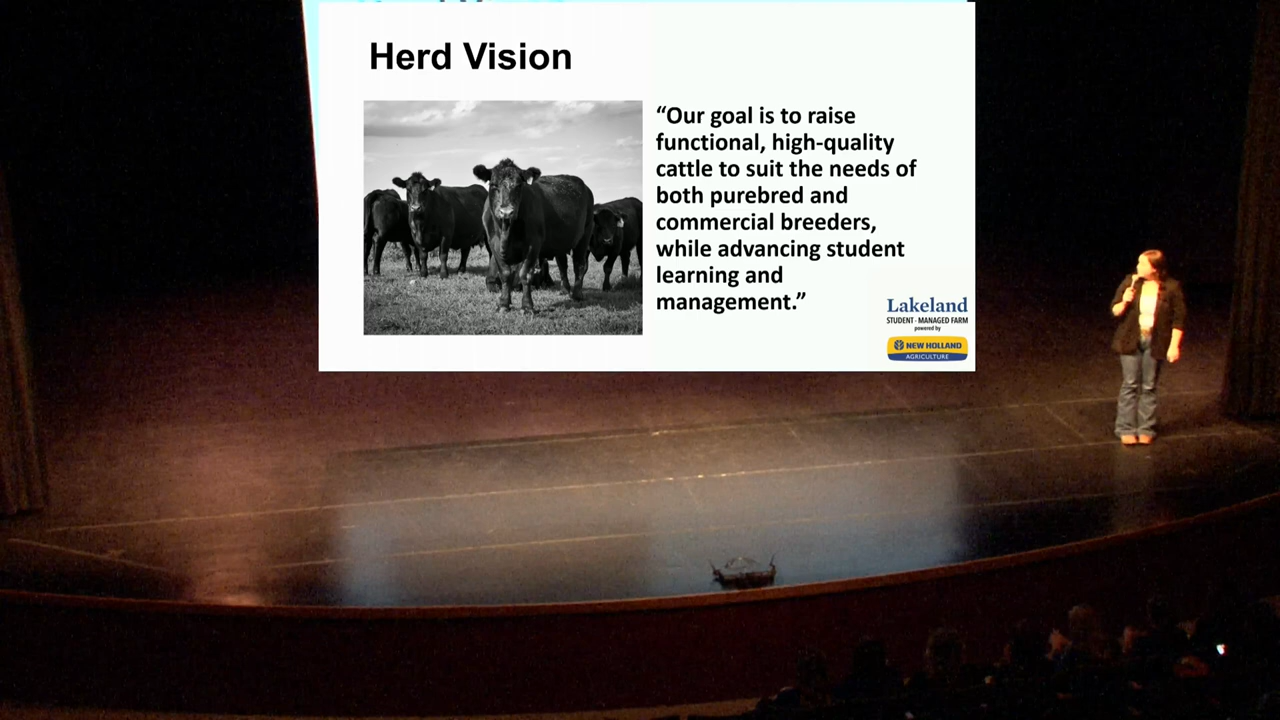 Herd Vision
“Our goal is to raise
functional, high-quality
cattle to suit the needs of
both purebred and
commercial breeders,
while advancing student
learning and
management.”
Lakeland
STUDENT-MANAGED FARM
powered by
NEW HOLLAND
AGRICULTURE